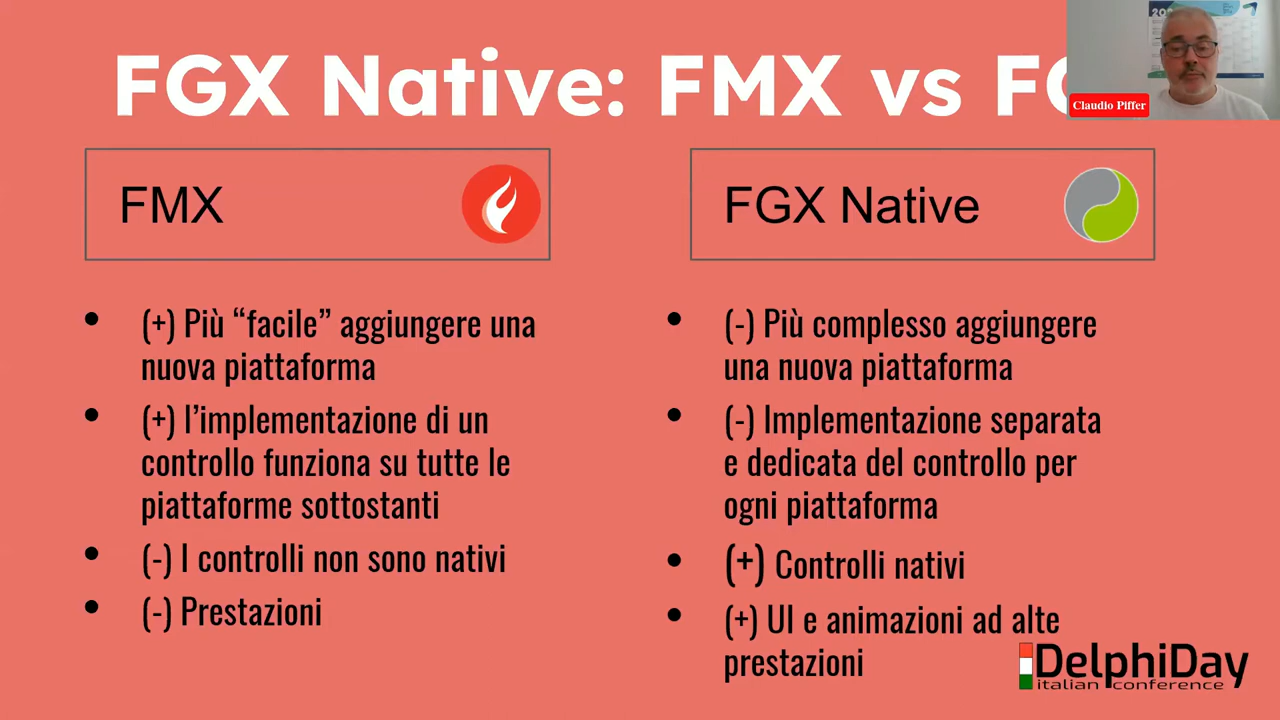 FGX Native: FMX vs
Claudio Piffer
FMX
(+) Più “facile” aggiungere una
nuova piattaforma
(+) l’implementazione di un
controllo funziona su tutte le
piattaforme sottostanti
(-) I controlli non sono nativi
(-) Prestazioni
FGX Native
(-) Più complesso aggiungere
una nuova piattaforma
(-) Implementazione separata
e dedicata del controllo per
ogni piattaforma
(+) Controlli nativi
(+) UI e animazioni ad alte
prestazioni
DelphiDay
italian conference